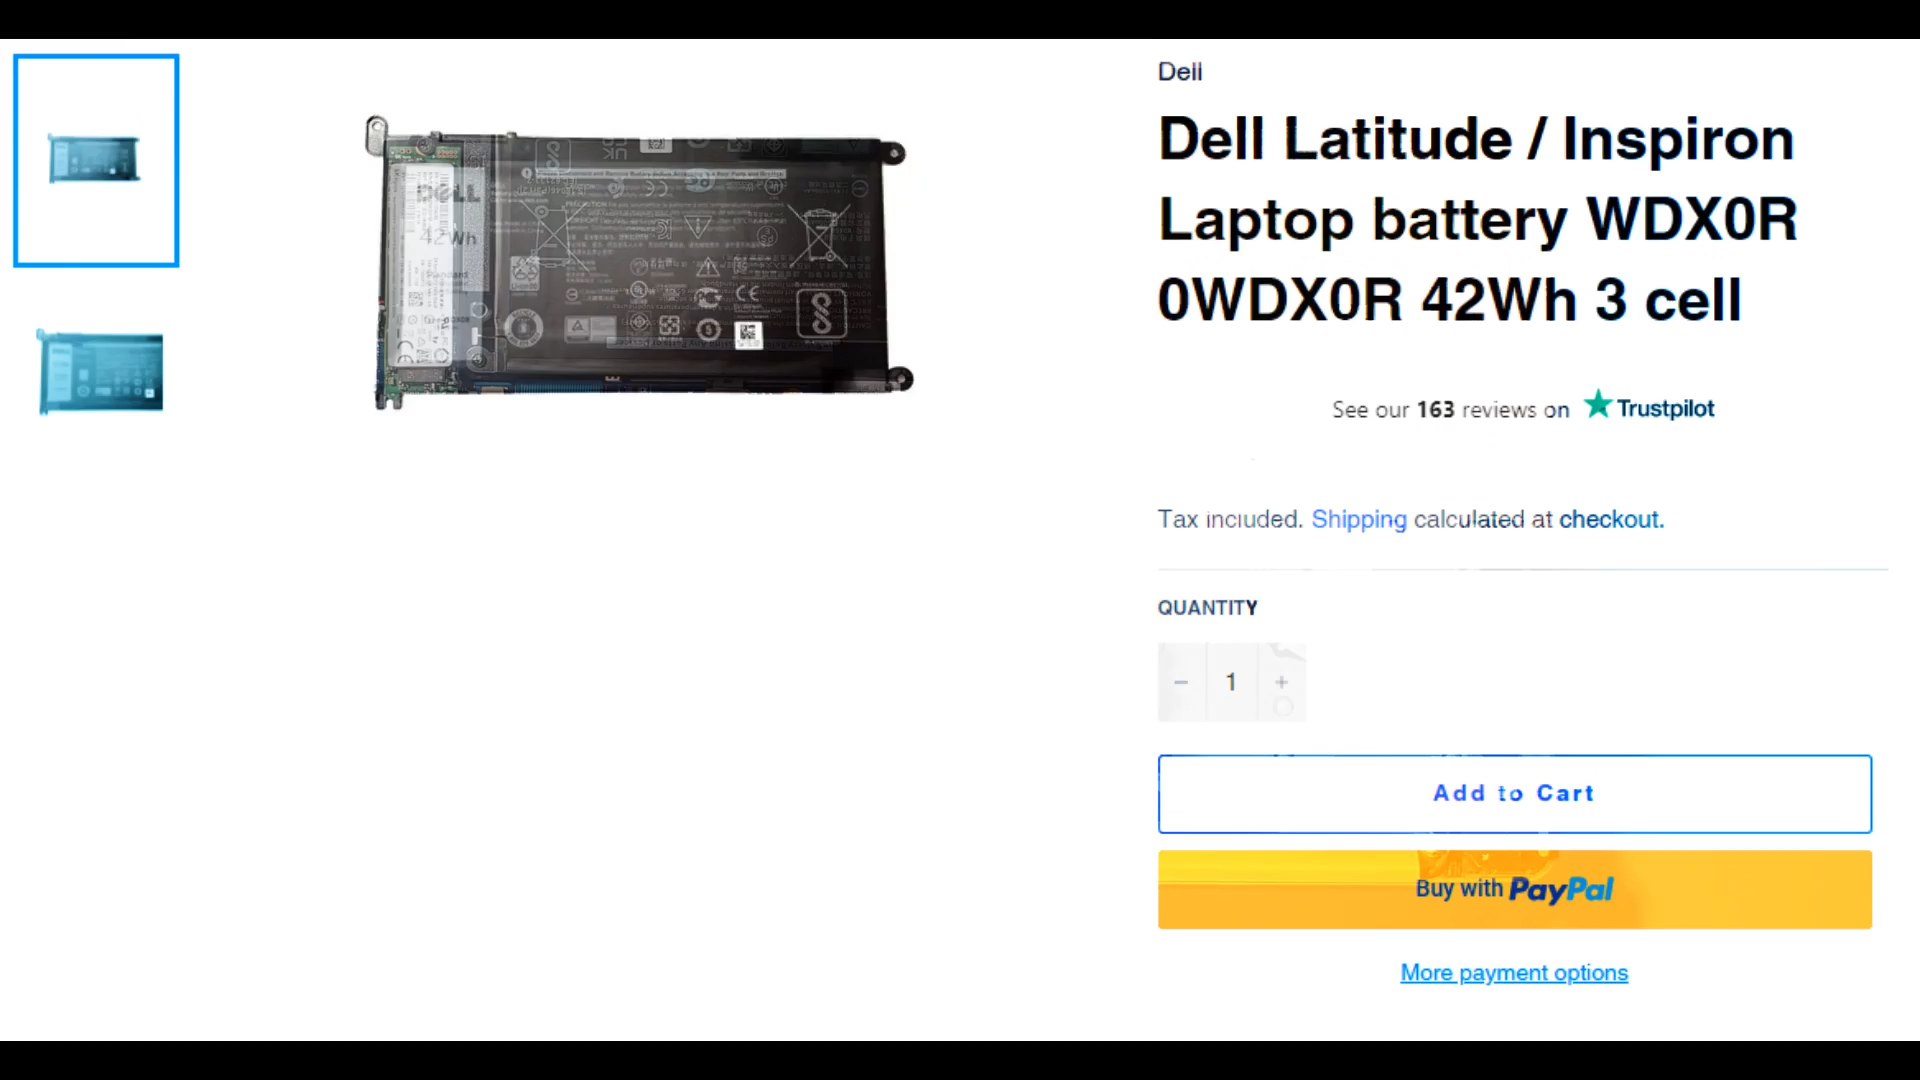 Dell
Dell Latitude / Inspiron
Laptop battery WDX0R
0WDX0R 42Wh 3 cell
See our 163 reviews on Trustpilot
Tax included. Shipping calculated at checkout.
QUANTITY
− 1 +
Add to Cart
Buy with PayPal
More payment options
DELL
42Wh